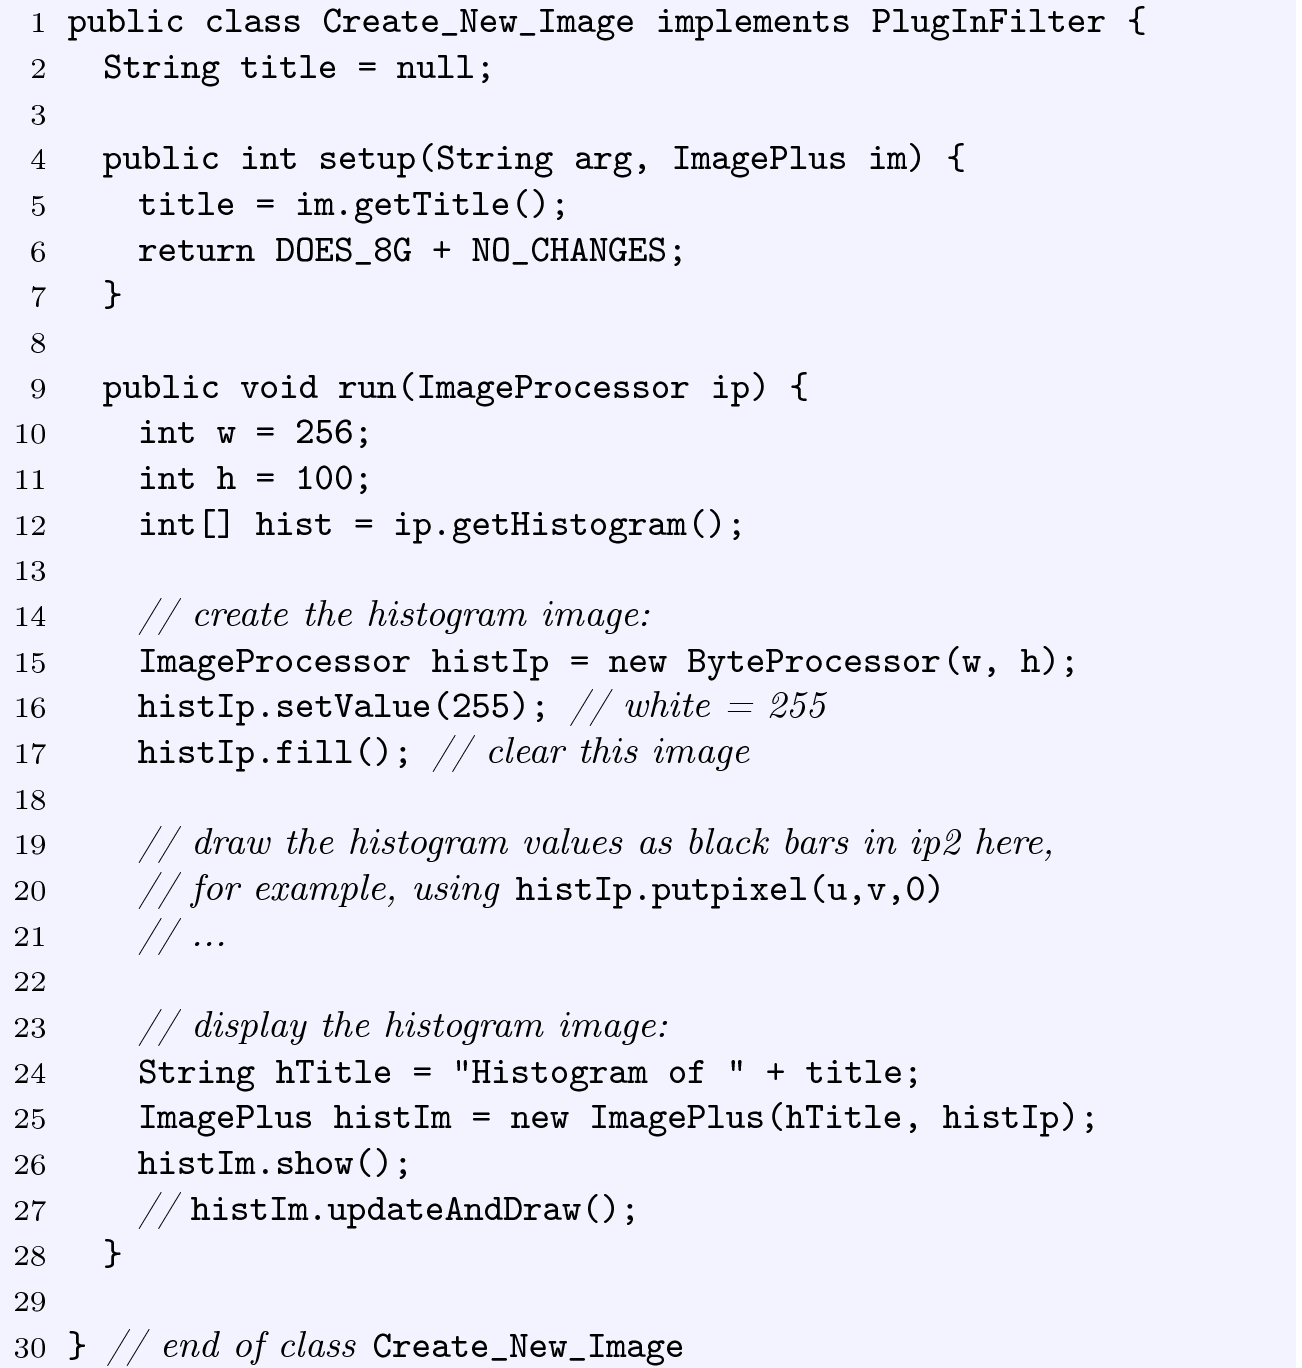 1 public class Create_New_Image implements PlugInFilter {
2 String title = null;
3
4 public int setup(String arg, ImagePlus im) {
5 title = im.getTitle();
6 return DOES_8G + NO_CHANGES;
7 }
8
9 public void run(ImageProcessor ip) {
10 int w = 256;
11 int h = 100;
12 int[] hist = ip.getHistogram();
13
14 // create the histogram image:
15 ImageProcessor histIp = new ByteProcessor(w, h);
16 histIp.setValue(255); // white = 255
17 histIp.fill(); // clear this image
18
19 // draw the histogram values as black bars in ip2 here,
20 // for example, using histIp.putpixel(u,v,0)
21 // ...
22
23 // display the histogram image:
24 String hTitle = "Histogram of " + title;
25 ImagePlus histIm = new ImagePlus(hTitle, histIp);
26 histIm.show();
27 // histIm.updateAndDraw();
28 }
29
30 } // end of class Create_New_Image